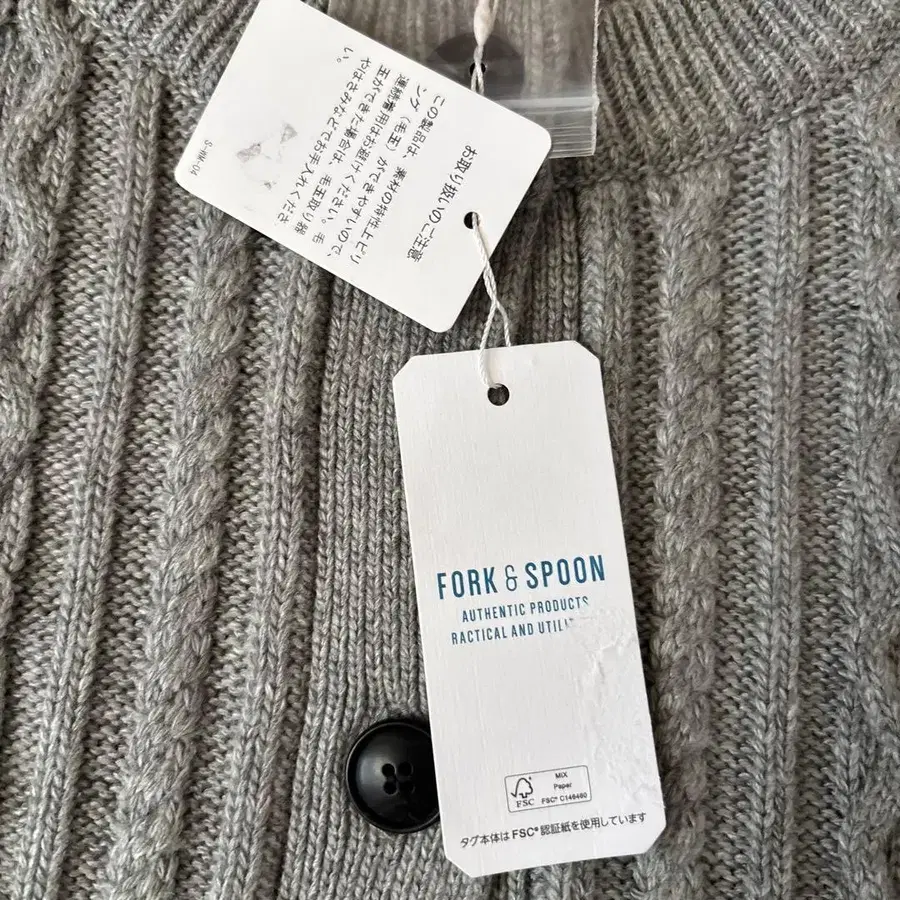 お取り扱いのご注意
この製品は、素材の特性上ピリ
ング（毛玉）ができやすいので、
連続着用はお避けください。毛
玉ができた場合は、毛玉取り器
やはさみなどでお手入れくださ
い。
S-RK-04
FORK & SPOON
AUTHENTIC PRODUCTS
RACTICAL AND
FSC
MIX
Paper
FSC® C146460
タグ本体はFSC®認証紙を使用しています